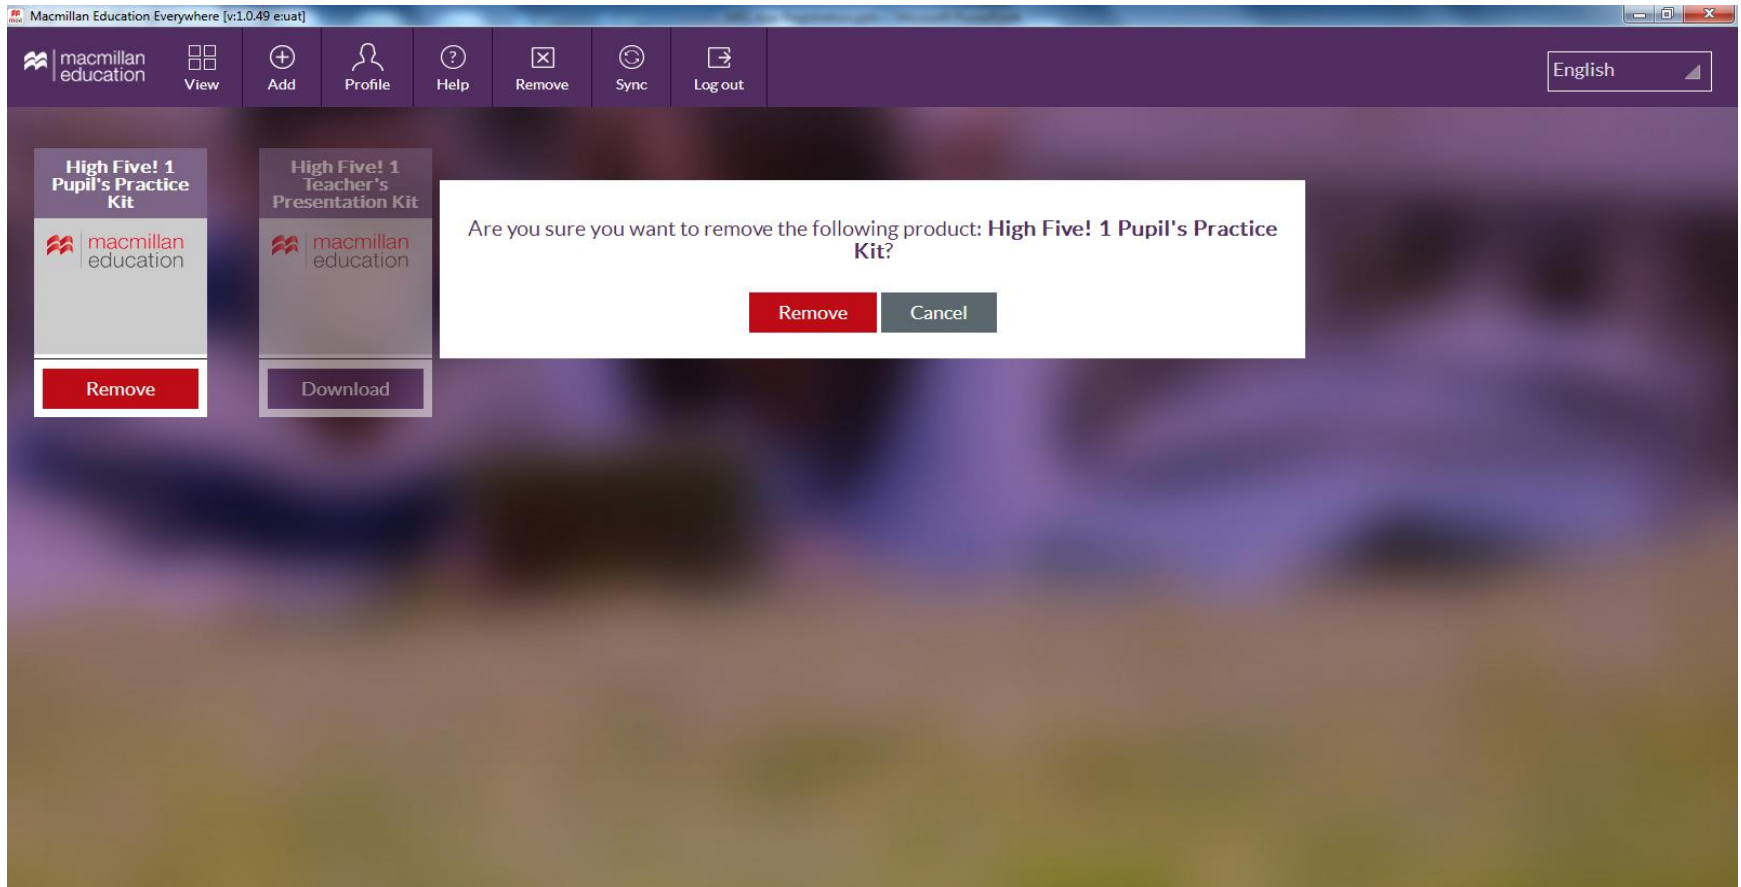 Macmillan Education Everywhere [v:1.0.49 e:uat]
macmillan
education
View
Add
Profile
Help
Remove
Sync
Log out
English
High Five! 1
Pupil's Practice
Kit
macmillan
education
Remove
High Five! 1
Teacher's
Presentation Kit
macmillan
education
Download
Are you sure you want to remove the following product: High Five! 1 Pupil's Practice
Kit?
Remove
Cancel